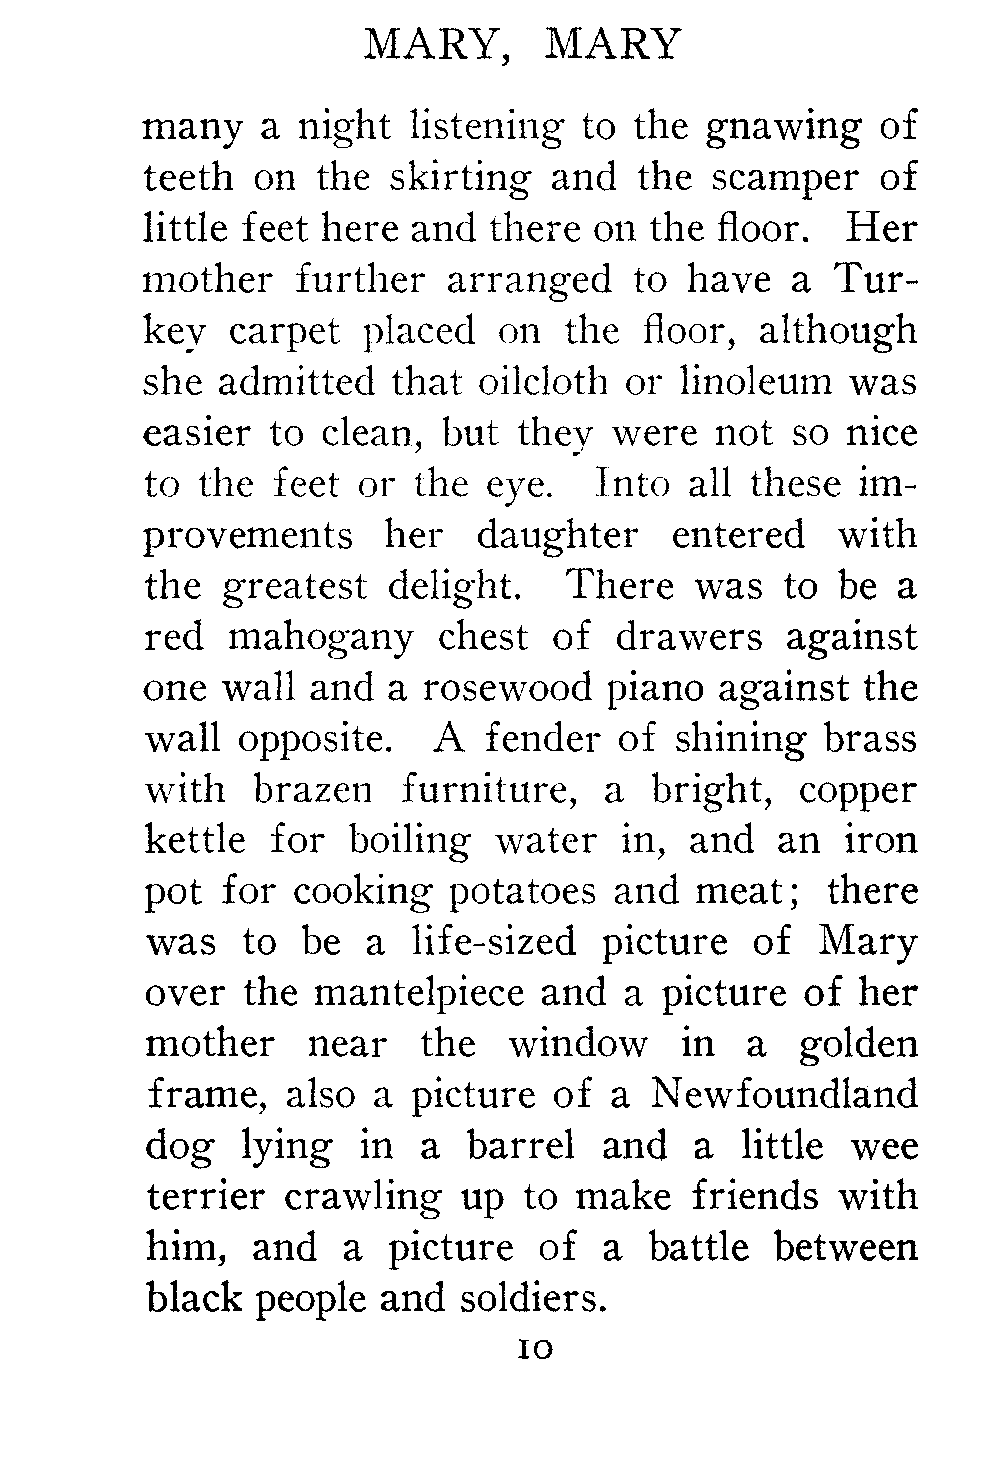 MARY, MARY
many a night listening to the gnawing of
teeth on the skirting and the scamper of
little feet here and there on the floor. Her
mother further arranged to have a Tur-
key carpet placed on the floor, although
she admitted that oilcloth or linoleum was
easier to clean, but they were not so nice
to the feet or the eye. Into all these im-
provements her daughter entered with
the greatest delight. There was to be a
red mahogany chest of drawers against
one wall and a rosewood piano against the
wall opposite. A fender of shining brass
with brazen furniture, a bright, copper
kettle for boiling water in, and an iron
pot for cooking potatoes and meat; there
was to be a life-sized picture of Mary
over the mantelpiece and a picture of her
mother near the window in a golden
frame, also a picture of a Newfoundland
dog lying in a barrel and a little wee
terrier crawling up to make friends with
him, and a picture of a battle between
black people and soldiers.
10